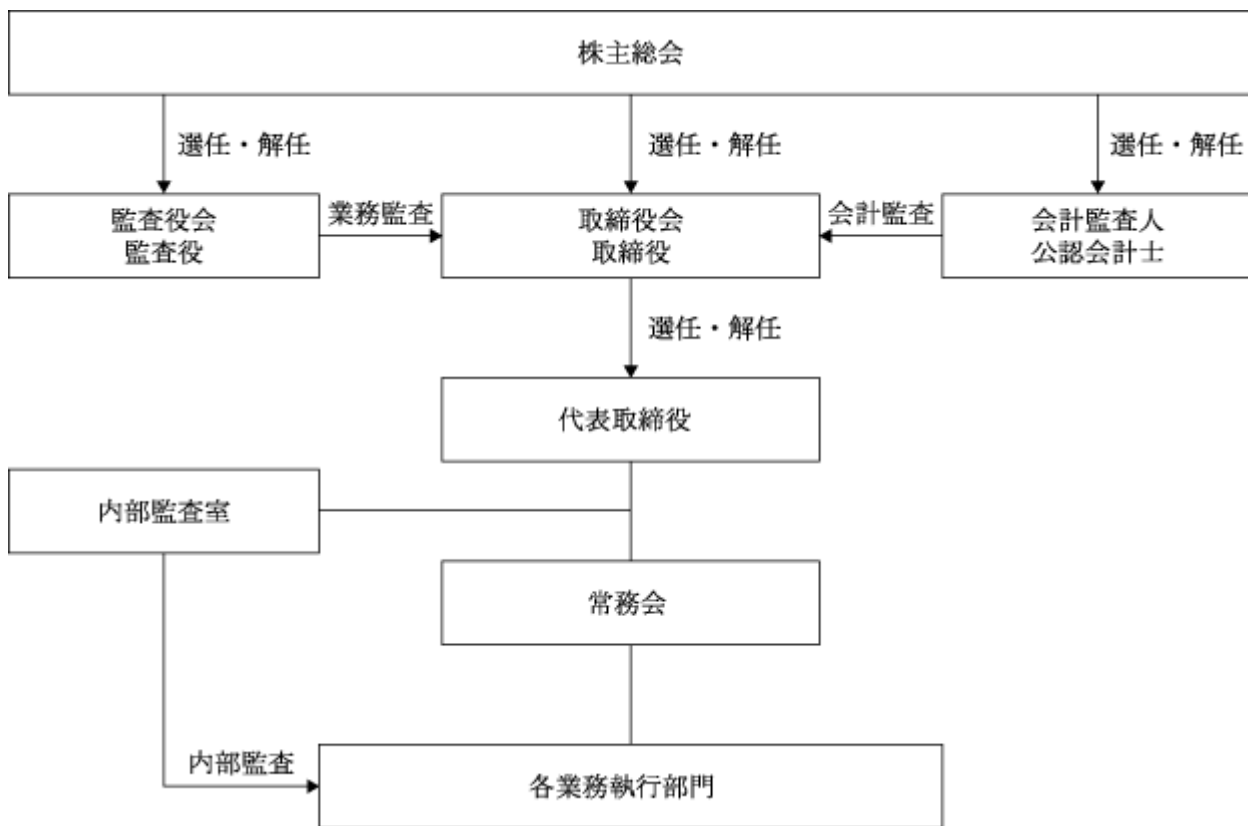 株主総会
選任・解任
選任・解任
選任・解任
監査役会
監査役
業務監査
取締役会
取締役
会計監査
会計監査人
公認会計士
選任・解任
代表取締役
内部監査室
常務会
内部監査
各業務執行部門